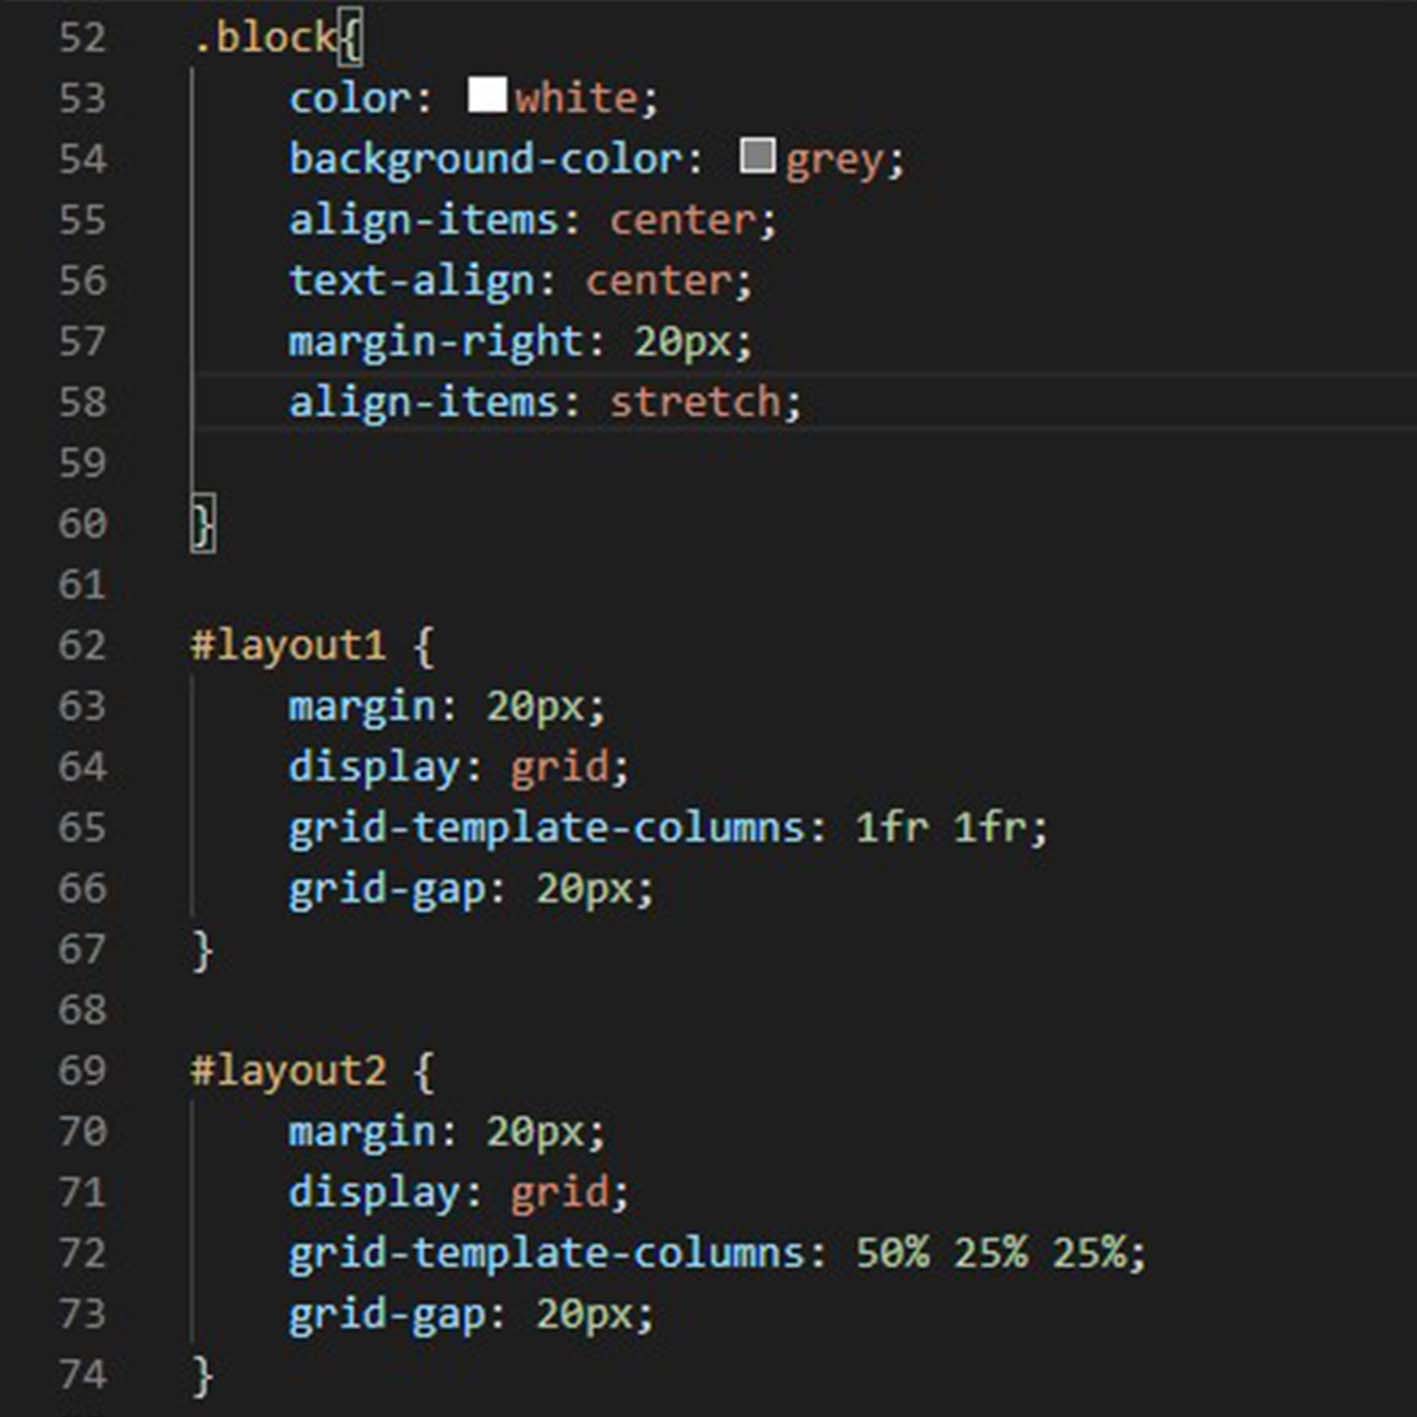 52 .block{
53     color: white;
54     background-color: grey;
55     align-items: center;
56     text-align: center;
57     margin-right: 20px;
58     align-items: stretch;
59
60 }
61
62 #layout1 {
63     margin: 20px;
64     display: grid;
65     grid-template-columns: 1fr 1fr;
66     grid-gap: 20px;
67 }
68
69 #layout2 {
70     margin: 20px;
71     display: grid;
72     grid-template-columns: 50% 25% 25%;
73     grid-gap: 20px;
74 }